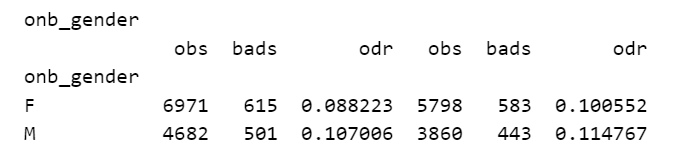 onb_gender
obs bads odr obs bads odr
onb_gender
F 6971 615 0.088223 5798 583 0.100552
M 4682 501 0.107006 3860 443 0.114767